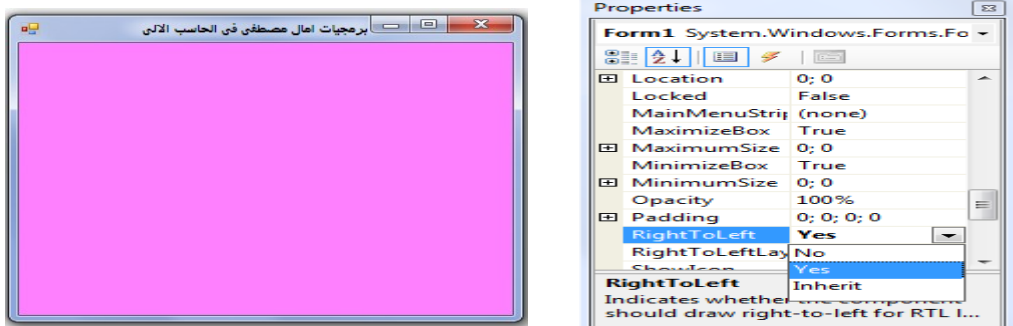 برمجيات امال مصطفى فى الحاسب الالى
Properties
Form1 System.Windows.Forms.Fo
Location 0; 0
Locked False
MainMenuStrip (none)
MaximizeBox True
MaximumSize 0; 0
MinimizeBox True
MinimumSize 0; 0
Opacity 100%
Padding 0; 0; 0; 0
RightToLeft Yes
RightToLeftLay No
Yes
Inherit
RightToLeft
Indicates whether the component
should draw right-to-left for RTL l...